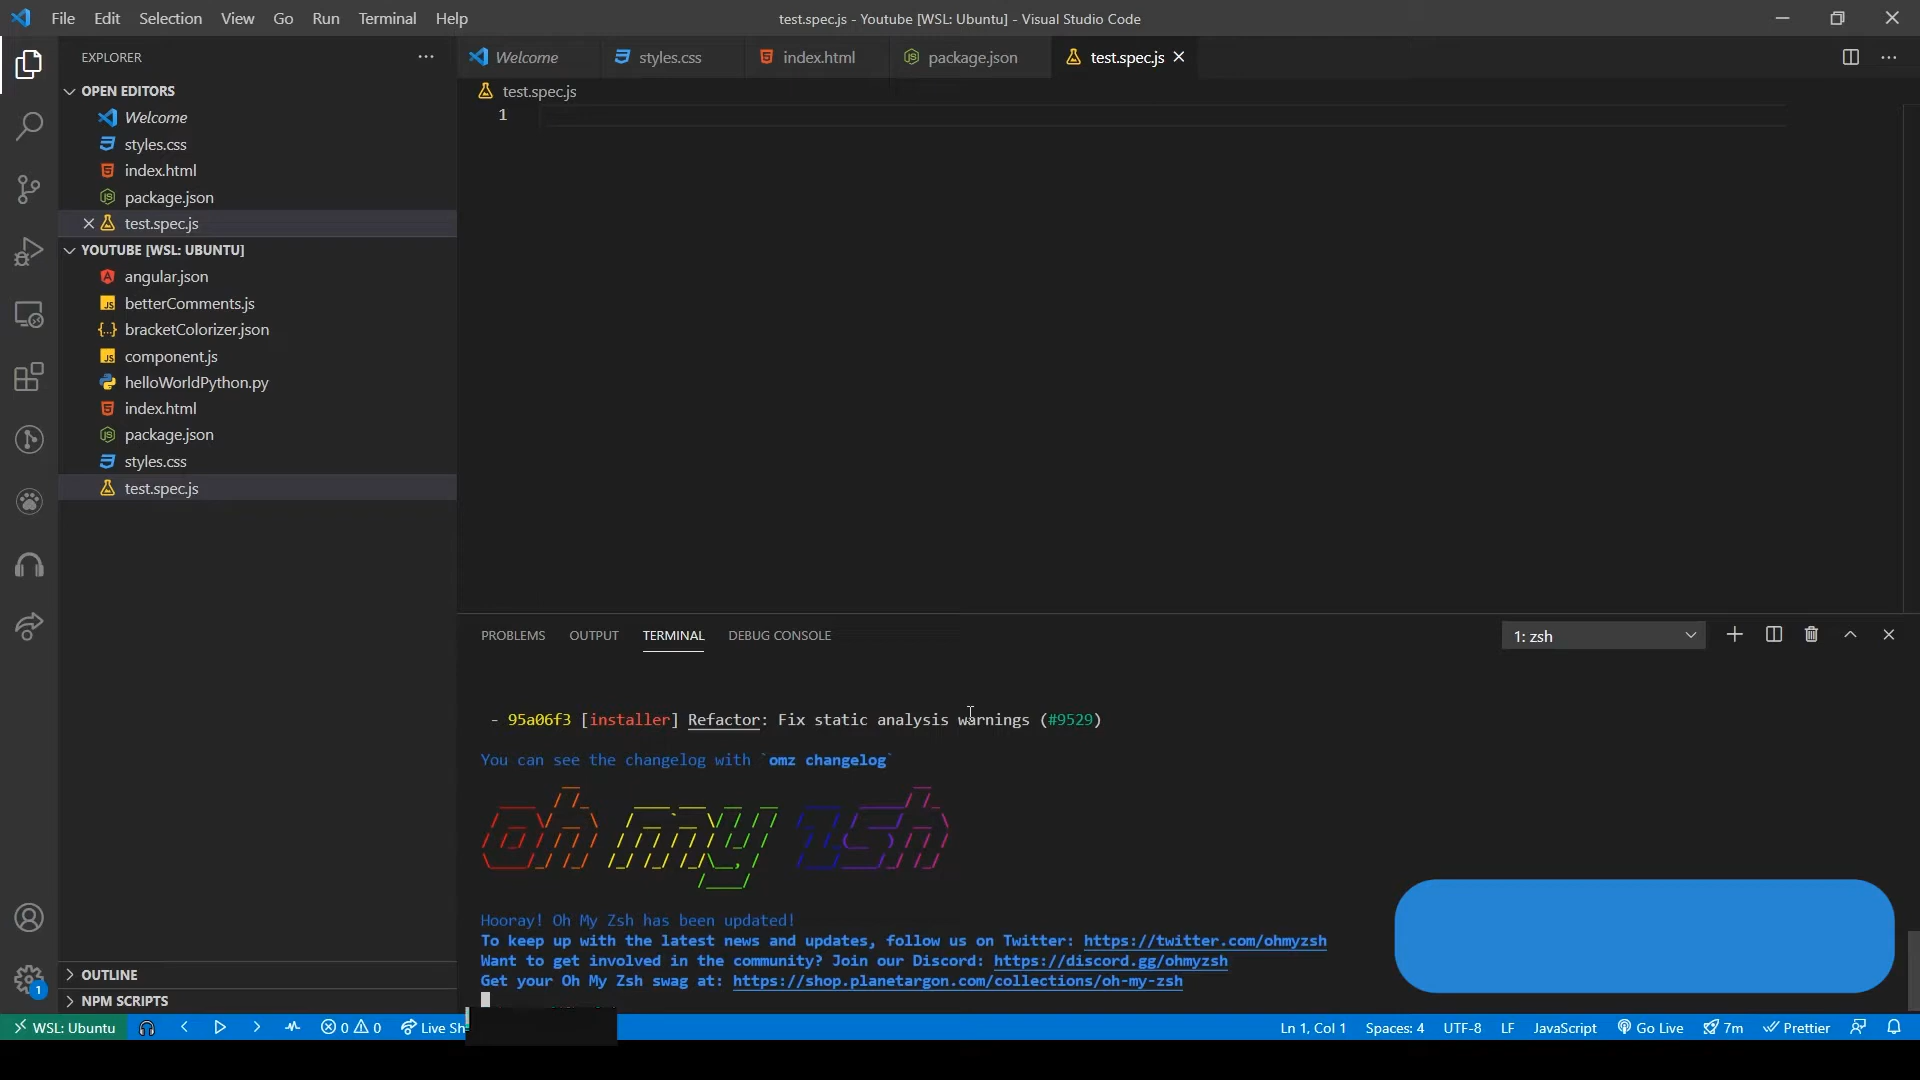 File Edit Selection View Go Run Terminal Help
test.spec.js - Youtube [WSL: Ubuntu] - Visual Studio Code
EXPLORER
Welcome
styles.css
index.html
package.json
test.spec.js
OPEN EDITORS
Welcome
styles.css
index.html
package.json
test.spec.js
YOUTUBE [WSL: UBUNTU]
angular.json
betterComments.js
bracketColorizer.json
component.js
helloWorldPython.py
index.html
package.json
styles.css
test.spec.js
OUTLINE
NPM SCRIPTS
test.spec.js
1
PROBLEMS OUTPUT TERMINAL DEBUG CONSOLE
1: zsh
- 95a06f3 [installer] Refactor: Fix static analysis warnings (#9529)
You can see the changelog with `omz changelog`
oh my zsh
Hooray! Oh My Zsh has been updated!
To keep up with the latest news and updates, follow us on Twitter: https://twitter.com/ohmyzsh
Want to get involved in the community? Join our Discord: https://discord.gg/ohmyzsh
Get your Oh My Zsh swag at: https://shop.planetargon.com/collections/oh-my-zsh
1
WSL: Ubuntu 0 0 Live Sh Ln 1, Col 1 Spaces: 4 UTF-8 LF JavaScript Go Live 7m Prettier